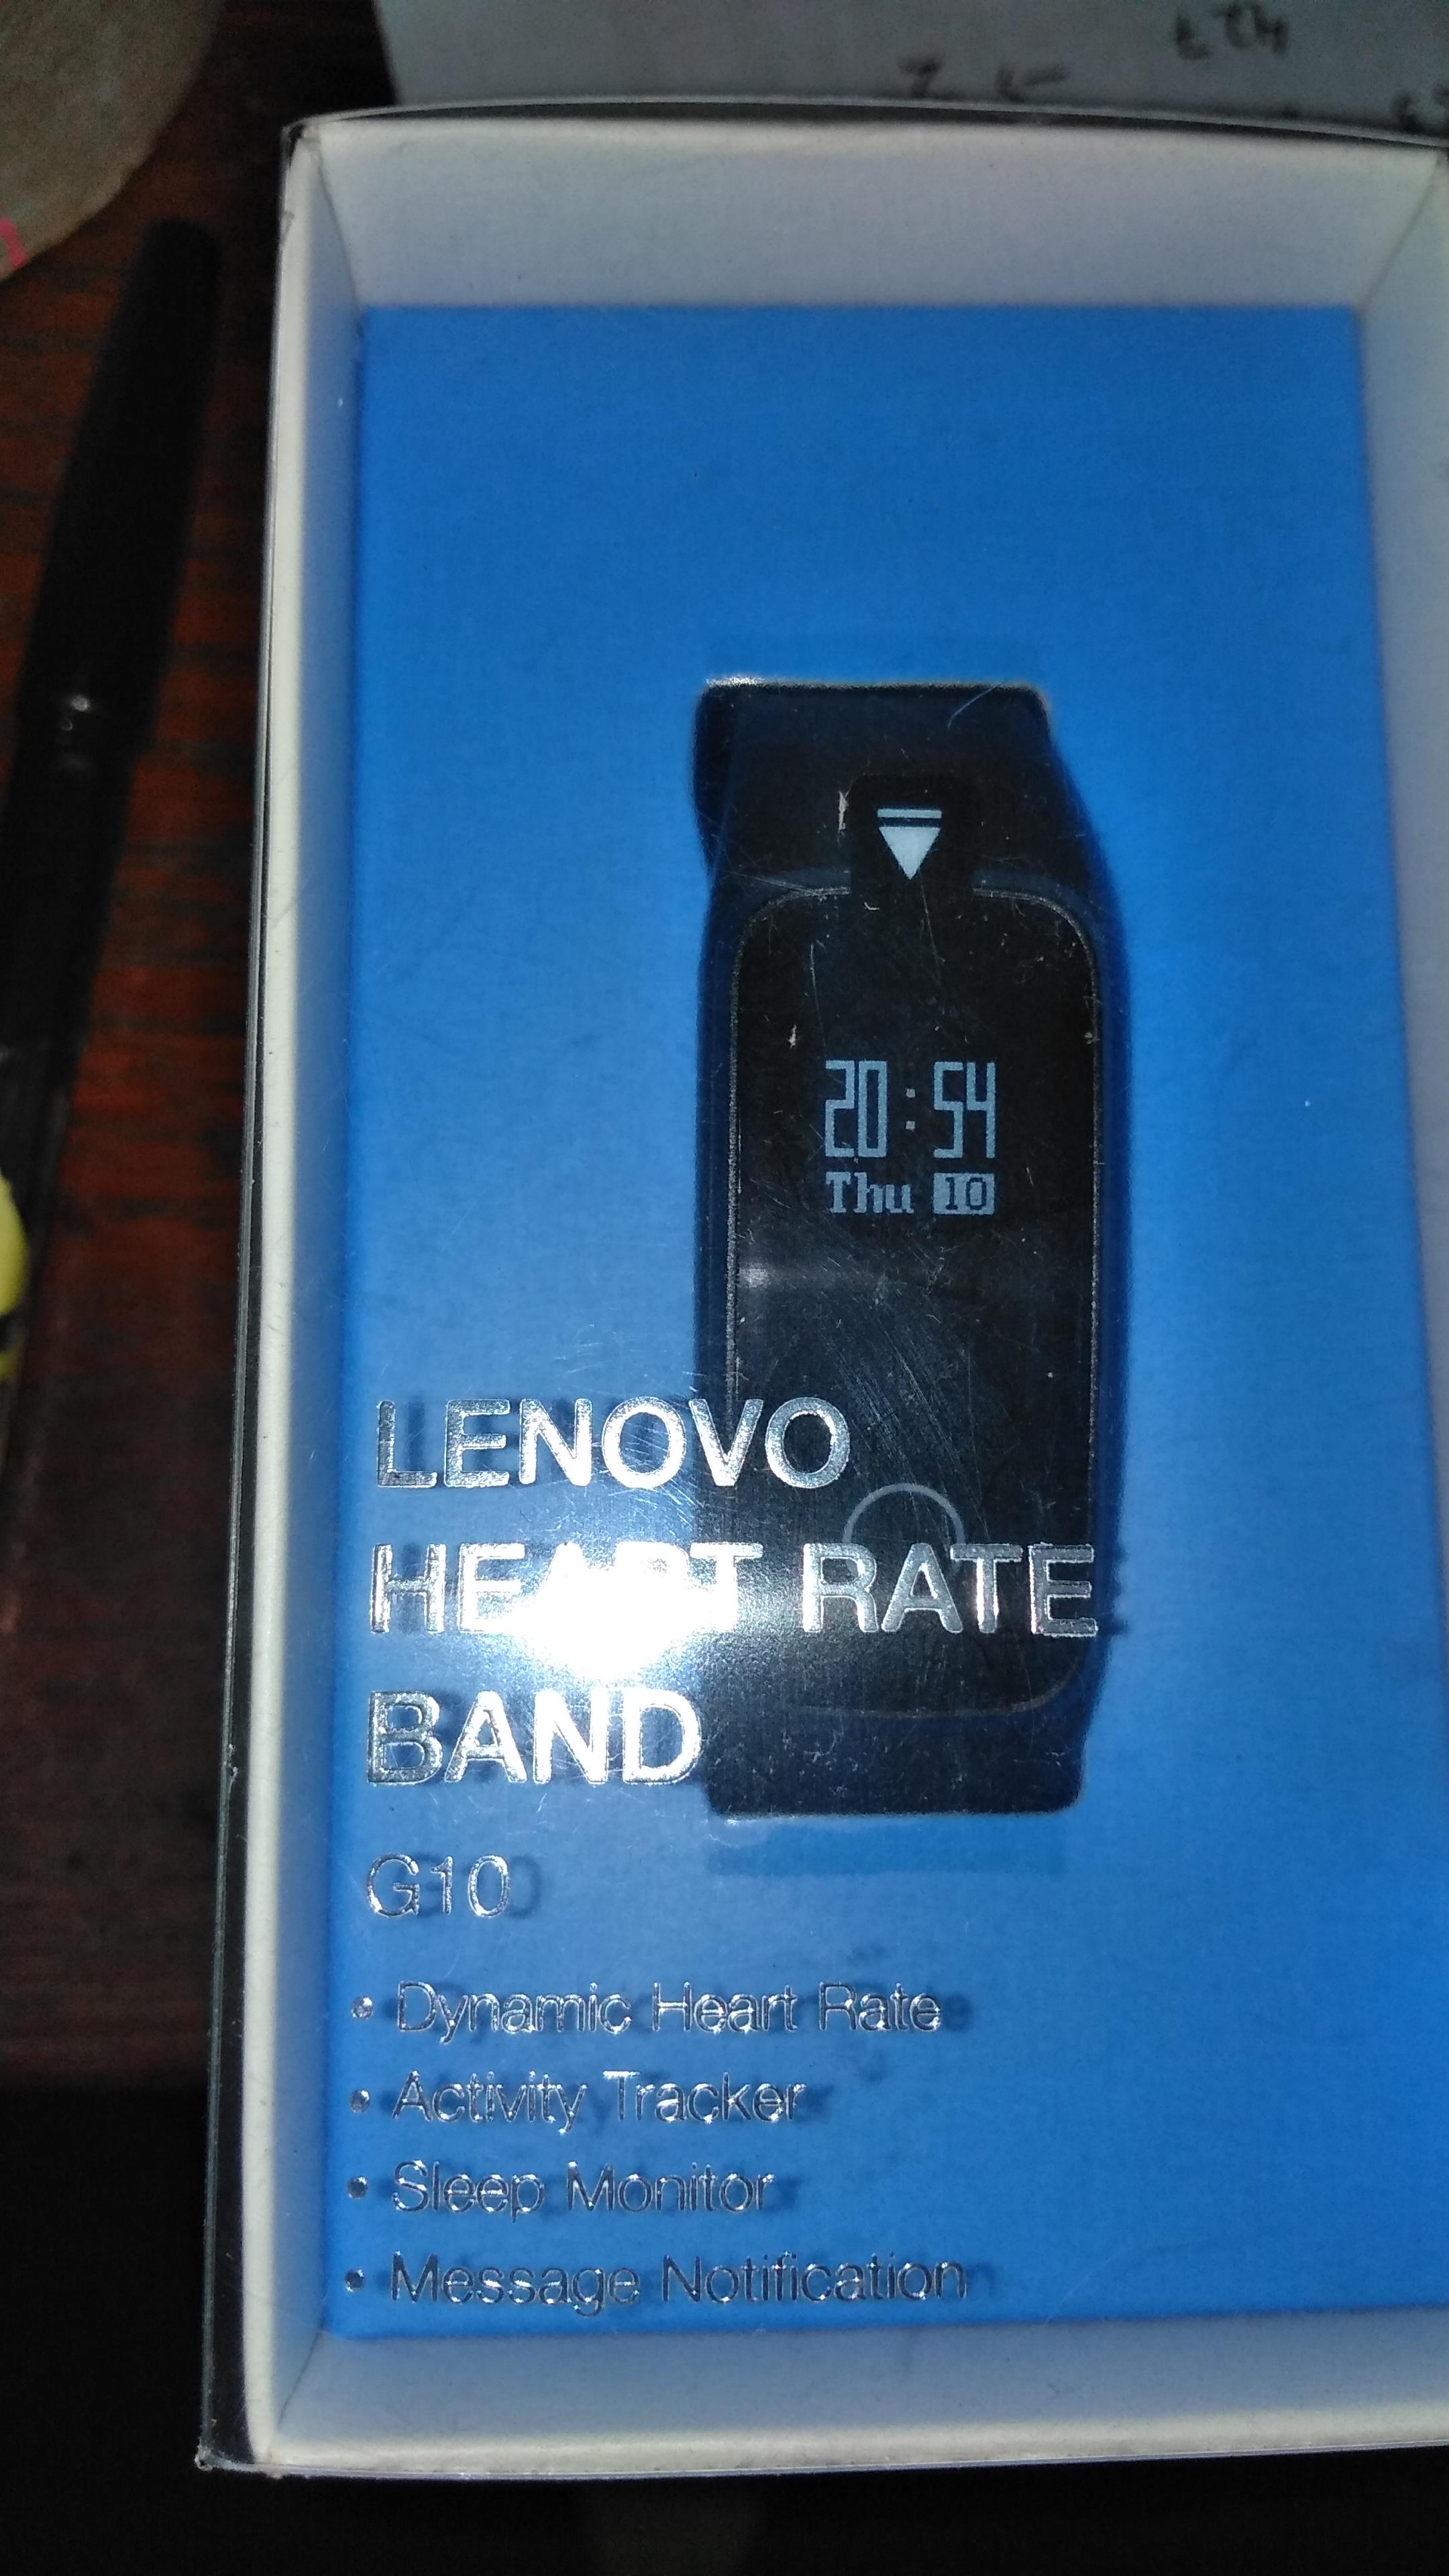 20:54
Thu 10
LENOVO
HEART RATE
BAND
G10
• Dynamic Heart Rate
• Activity Tracker
• Sleep Monitor
• Message Notification